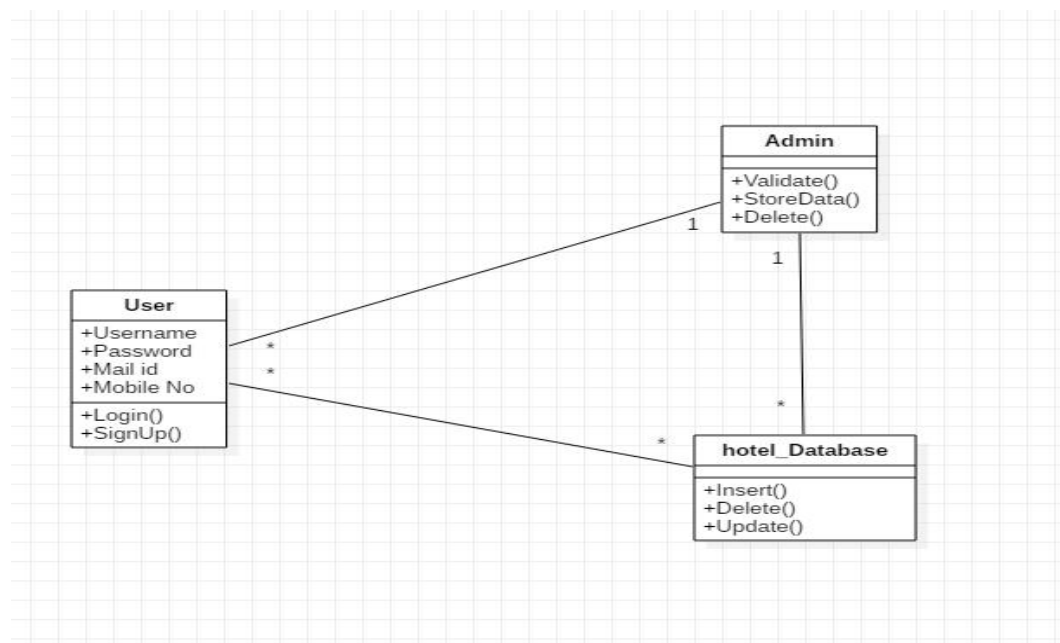 Admin
+Validate()
+StoreData()
+Delete()
1
1
User
+Username
+Password
+Mail id
+Mobile No
+Login()
+SignUp()
*
*
*
*
hotel_Database
+Insert()
+Delete()
+Update()